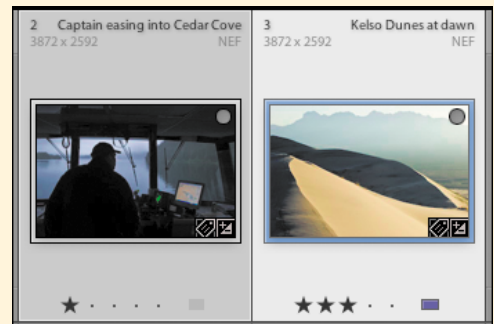 2 Captain easing into Cedar Cove
3872 x 2592 NEF
3 Kelso Dunes at dawn
3872 x 2592 NEF